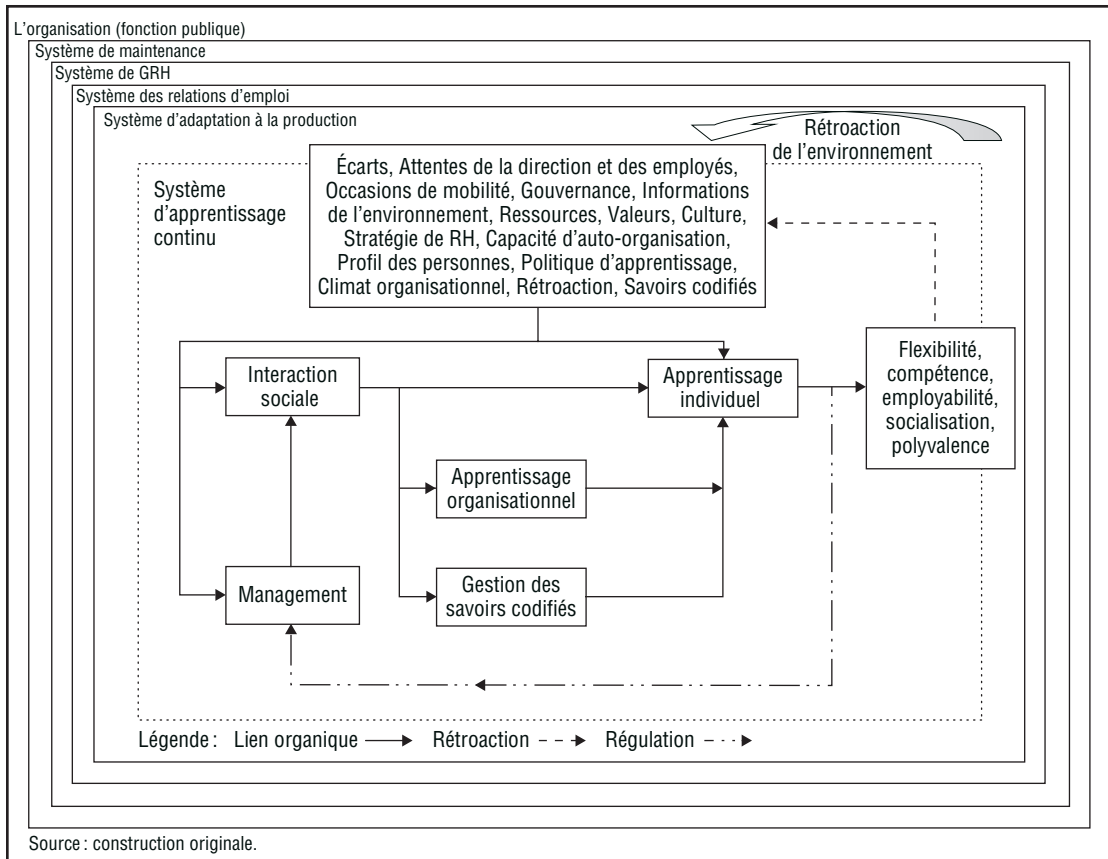 L'organisation (fonction publique)
Système de maintenance
Système de GRH
Système des relations d'emploi
Système d'adaptation à la production
Rétroaction
de l'environnement
Système
d'apprentissage
continu
Écarts, Attentes de la direction et des employés,
Occasions de mobilité, Gouvernance, Informations
de l'environnement, Ressources, Valeurs, Culture,
Stratégie de RH, Capacité d'auto-organisation,
Profil des personnes, Politique d'apprentissage,
Climat organisationnel, Rétroaction, Savoirs codifiés
Interaction
sociale
Apprentissage
individuel
Flexibilité,
compétence,
employabilité,
socialisation,
polyvalence
Apprentissage
organisationnel
Management
Gestion des
savoirs codifiés
Légende : Lien organique Rétroaction Régulation
Source : construction originale.